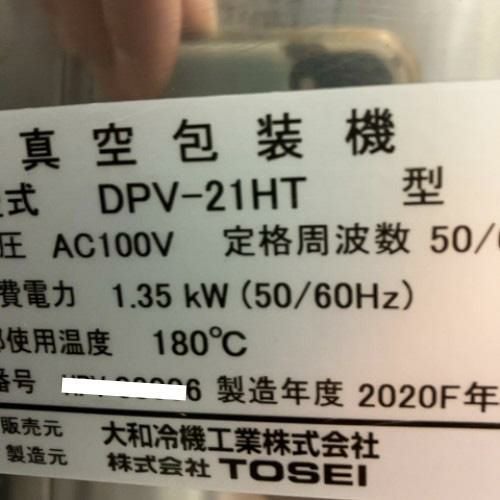 真空包装機
式 DPV-21HT 型
圧 AC100V 定格周波数 50/6
費電力 1.35 kW (50/60Hz)
使用温度 180℃
番号 6 製造年度 2020F年
販売元 大和冷機工業株式会社
製造元 株式会社 TOSEI